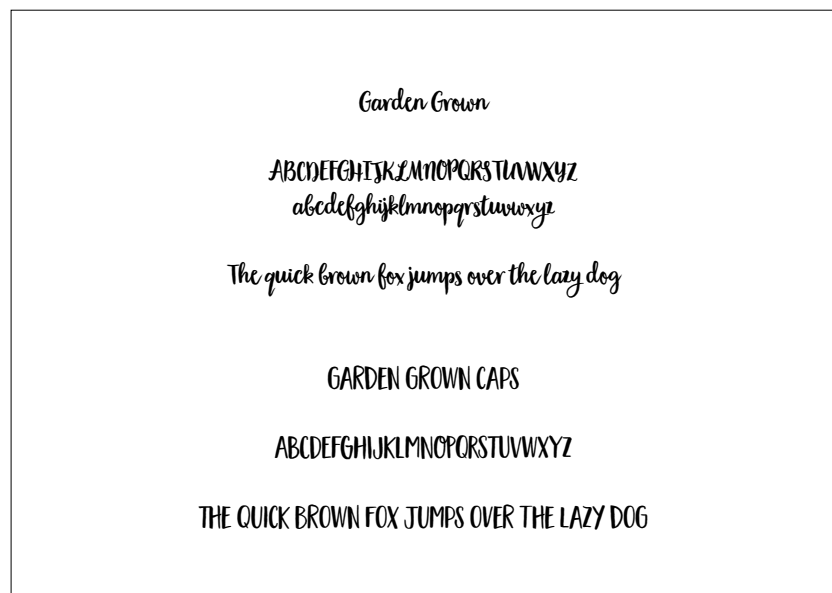 Garden Grown
ABCDEFGHIJKLMNOPQRSTUVWXYZ
abcdefghijklmnopqrstuvwxyz
The quick brown fox jumps over the lazy dog
GARDEN GROWN CAPS
ABCDEFGHIJKLMNOPQRSTUVWXYZ
THE QUICK BROWN FOX JUMPS OVER THE LAZY DOG